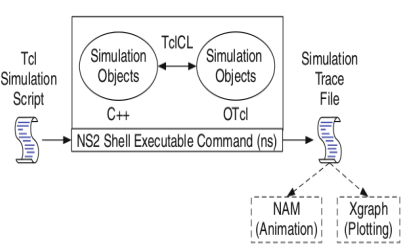 Tcl
Simulation
Script
Simulation
Objects
TclCL
Simulation
Objects
C++
OTcl
NS2 Shell Executable Command (ns)
Simulation
Trace
File
NAM
(Animation)
Xgraph
(Plotting)